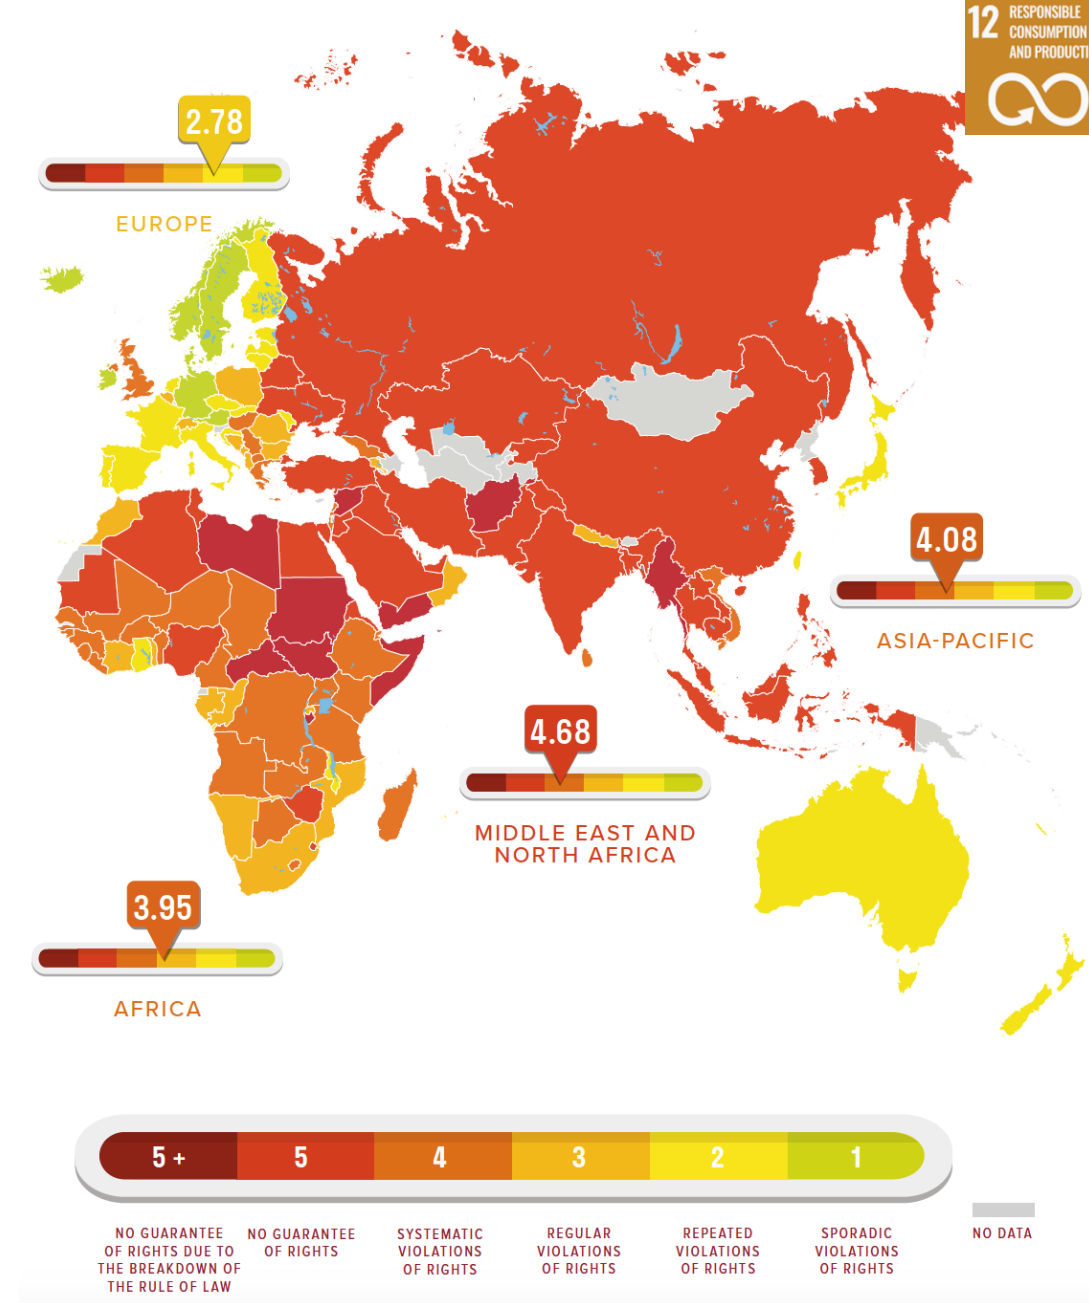 12 RESPONSIBLE
CONSUMPTION
AND PRODUCTI
2.78
EUROPE
4.08
ASIA-PACIFIC
4.68
MIDDLE EAST AND
NORTH AFRICA
3.95
AFRICA
5 +
5
4
3
2
1
NO GUARANTEE
OF RIGHTS DUE TO
THE BREAKDOWN OF
THE RULE OF LAW
NO GUARANTEE
OF RIGHTS
SYSTEMATIC
VIOLATIONS
OF RIGHTS
REGULAR
VIOLATIONS
OF RIGHTS
REPEATED
VIOLATIONS
OF RIGHTS
SPORADIC
VIOLATIONS
OF RIGHTS
NO DATA